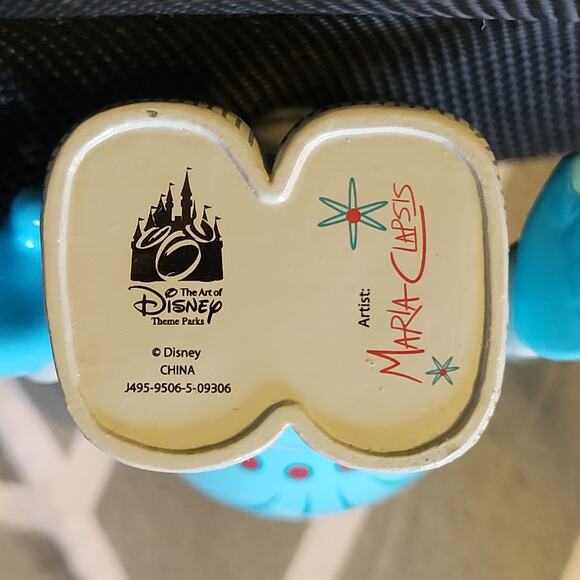 The Art of
Disney
Theme Parks
© Disney
CHINA
J495-9506-5-09306
Artist:
MARIA CLAPSIS